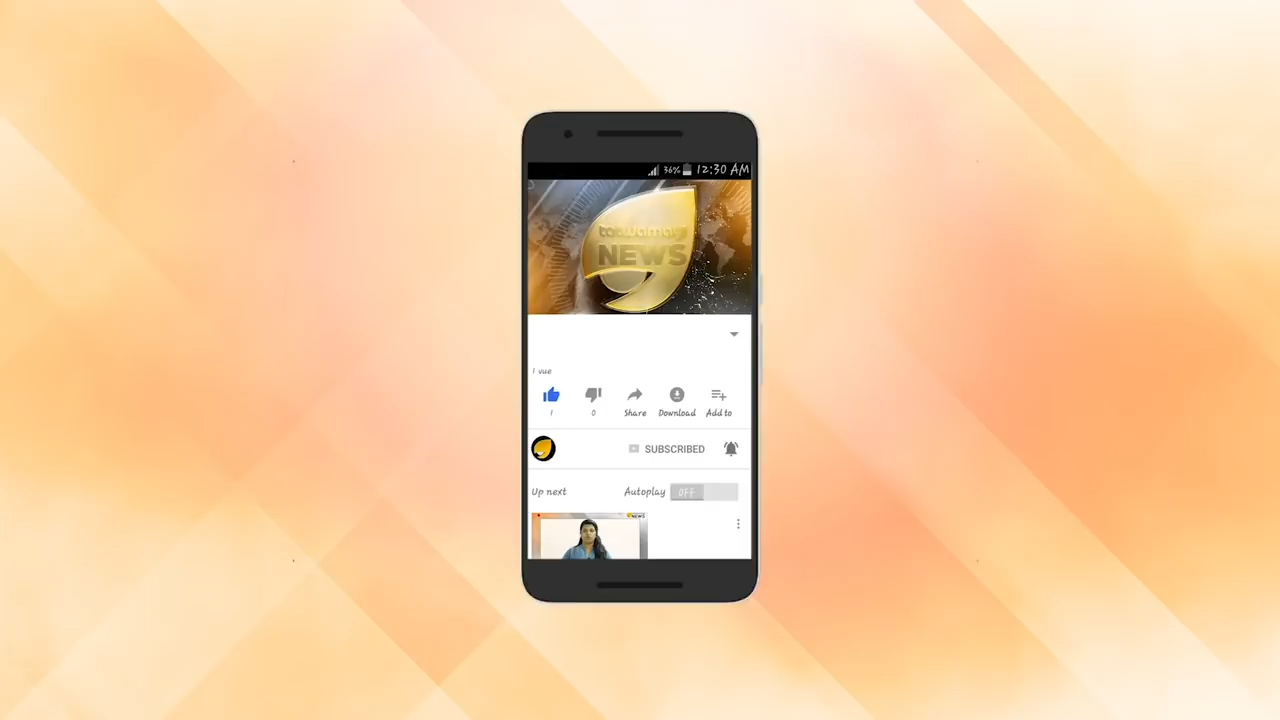 36% 12:30 AM
tatwamayi
NEWS
1 vue
1 0 Share Download Add to
SUBSCRIBED
Up next Autoplay OFF
NEWS